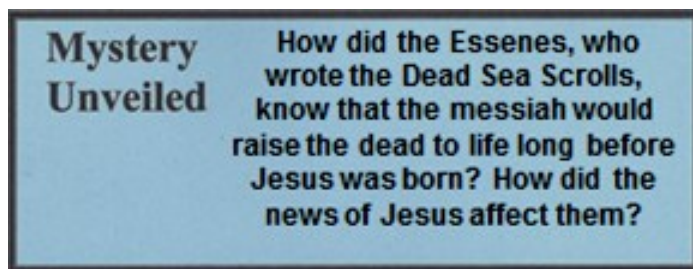 Mystery
Unveiled
How did the Essenes, who
wrote the Dead Sea Scrolls,
know that the messiah would
raise the dead to life long before
Jesus was born? How did the
news of Jesus affect them?